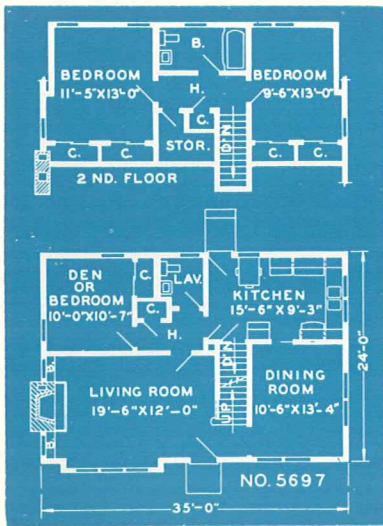 B.
BEDROOM
11'-5"X13'-0"
H.
BEDROOM
9'-6"X13'-0"
C.
STOR.
DN
C.
C.
C.
C.
2 ND. FLOOR
DEN
OR
BEDROOM
10'-0"X10'-7"
C.
C.
LAV.
H.
KITCHEN
15'-6"X9'-3"
LIVING ROOM
19'-6"X12'-0"
UP
DN
DINING
ROOM
10'-6"X13'-4"
24'-0"
NO. 5697
35'-0"